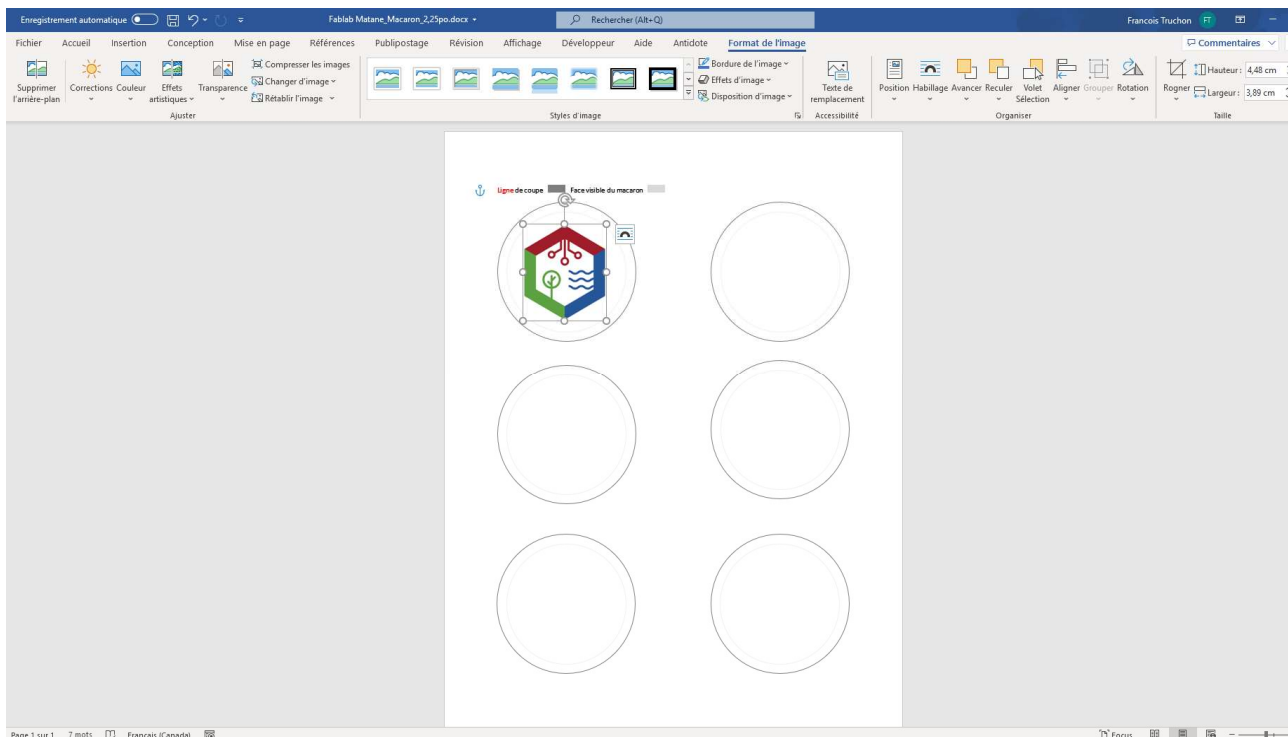 Enregistrement automatique
Fablab Matane_Macaron_2,25po.docx
Rechercher (Alt+Q)
Francois Truchon FT
Fichier Accueil Insertion Conception Mise en page Références Publipostage Révision Affichage Développeur Aide Antidote Format de l'image
Commentaires
Supprimer l'arrière-plan
Corrections
Couleur
Effets artistiques
Transparence
Compresser les images
Changer d'image
Rétablir l'image
Ajuster
Styles d'image
Bordure de l'image
Effets d'image
Disposition d'image
Texte de remplacement
Accessibilité
Position
Habillage
Avancer
Reculer
Volet Sélection
Aligner
Grouper
Rotation
Organiser
Rogner
Hauteur : 4,48 cm
Largeur : 3,89 cm
Taille
Ligne de coupe Face visible du macaron
Page 1 sur 1 7 mots Français (Canada) Focus